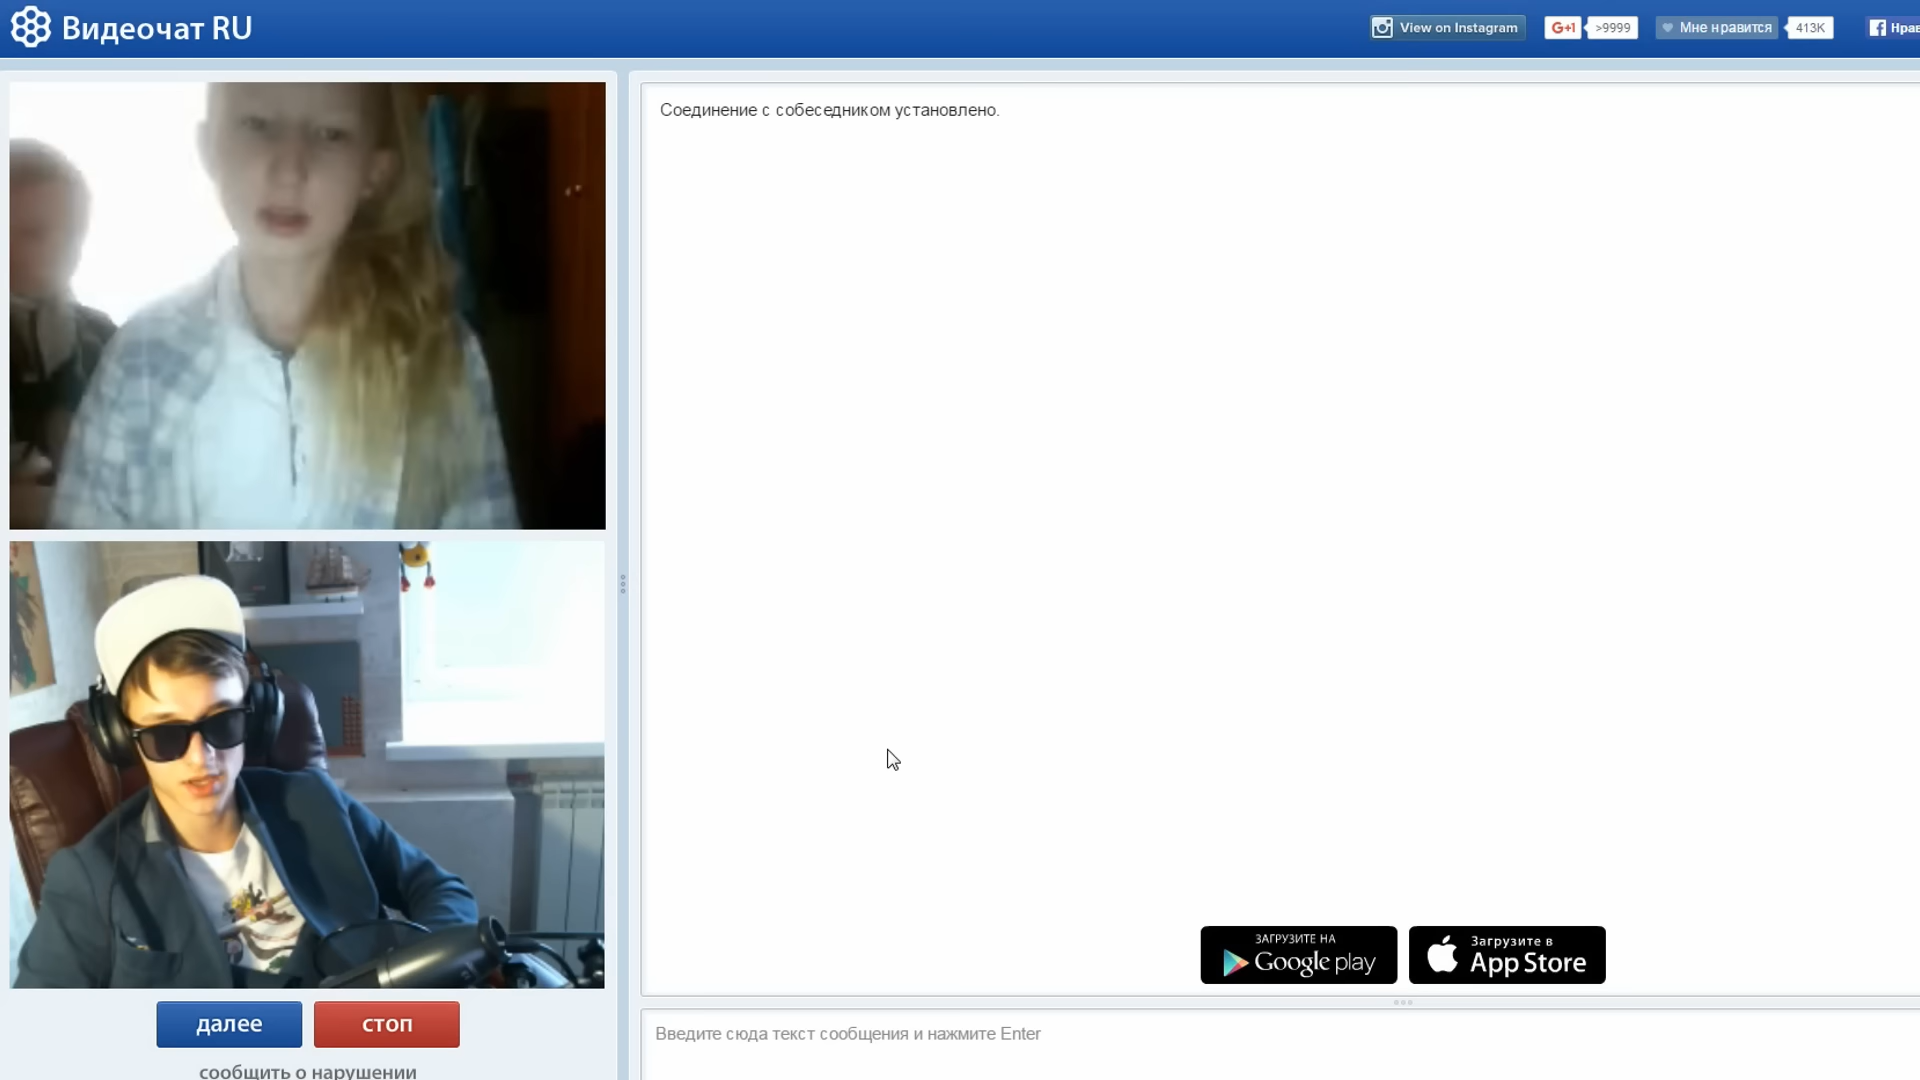 Видеочат RU
View on Instagram
G+1
>9999
Мне нравится
413K
Соединение с собеседником установлено.
ЗАГРУЗИТЕ НА
Google play
Загрузите в
App Store
далее
стоп
Введите сюда текст сообщения и нажмите Enter
сообщить о нарушении